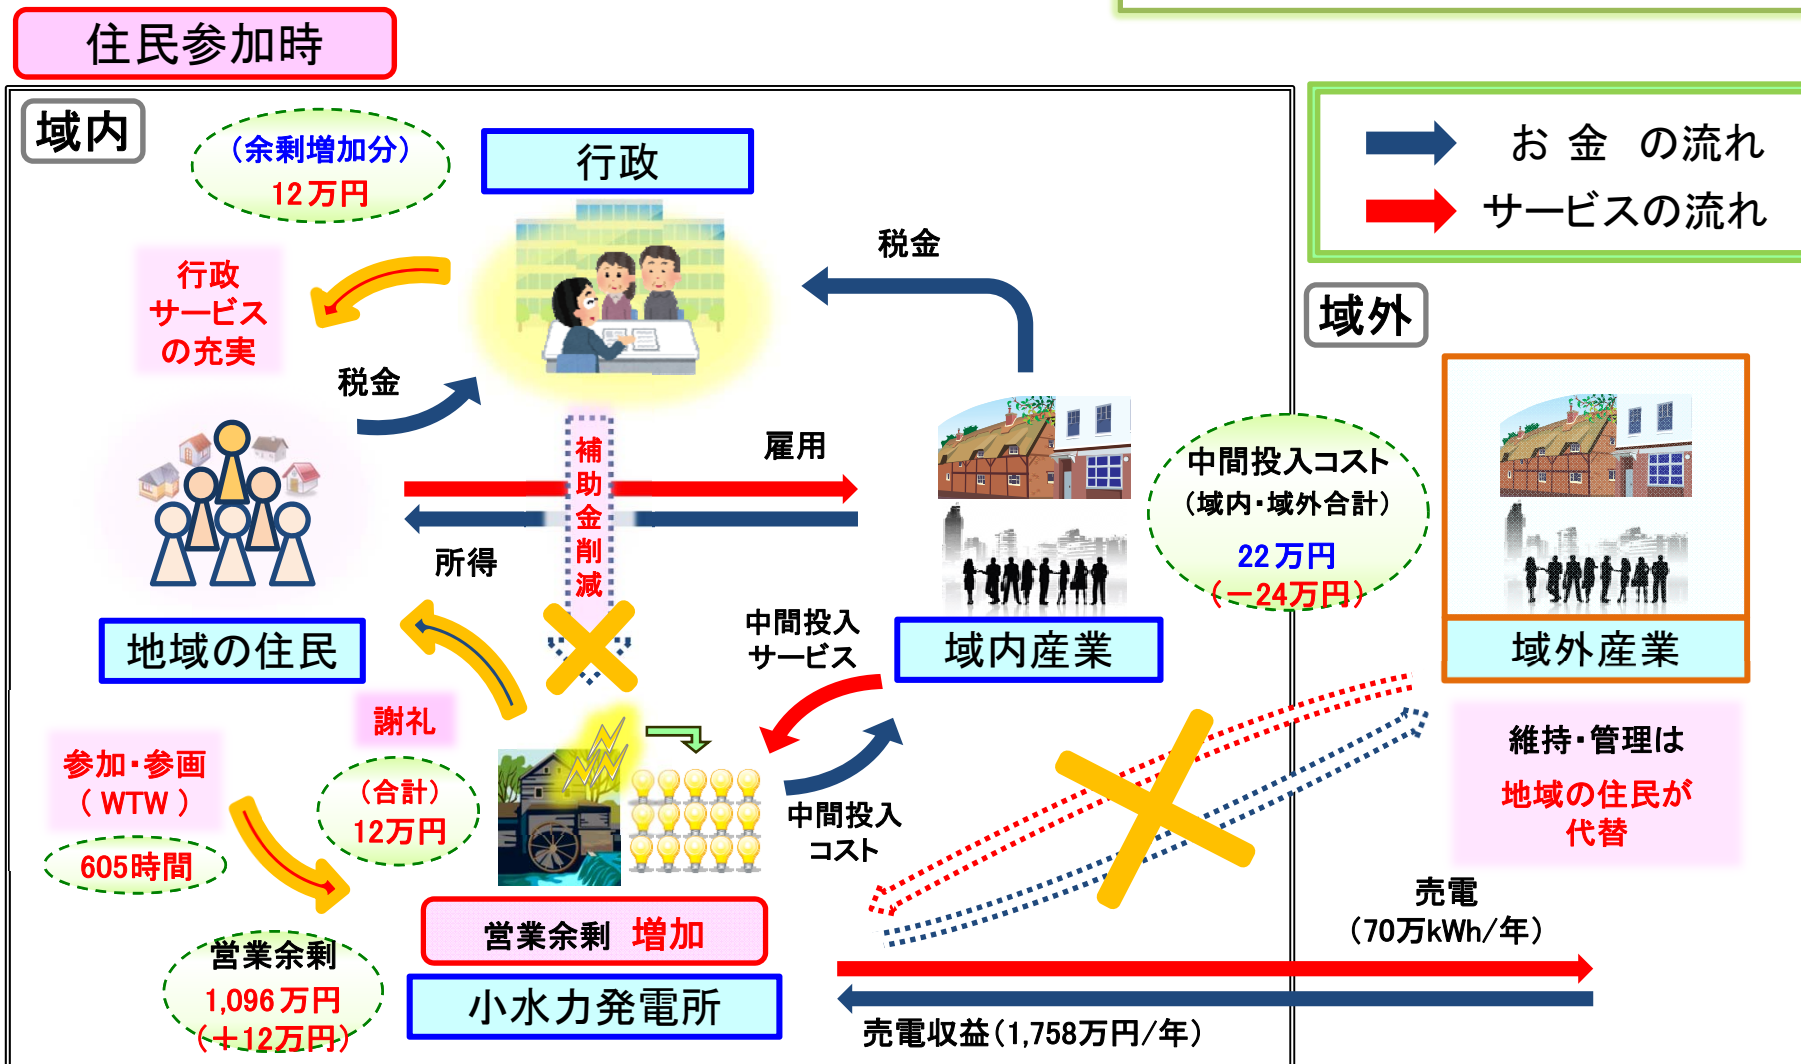 住民参加時
域内
(余剰増加分)
12万円
行政
お 金 の流れ
サービスの流れ
税金
行政
サービス
の充実
域外
税金
補助金削減
雇用
所得
中間投入コスト
(域内・域外合計)
22万円
(－24万円)
地域の住民
中間投入
サービス
域内産業
域外産業
謝礼
(合計)
12万円
参加・参画
( WTW )
605時間
中間投入
コスト
維持・管理は
地域の住民が
代替
営業余剰 増加
小水力発電所
営業余剰
1,096万円
(＋12万円)
売電
(70万kWh/年)
売電収益(1,758万円/年)